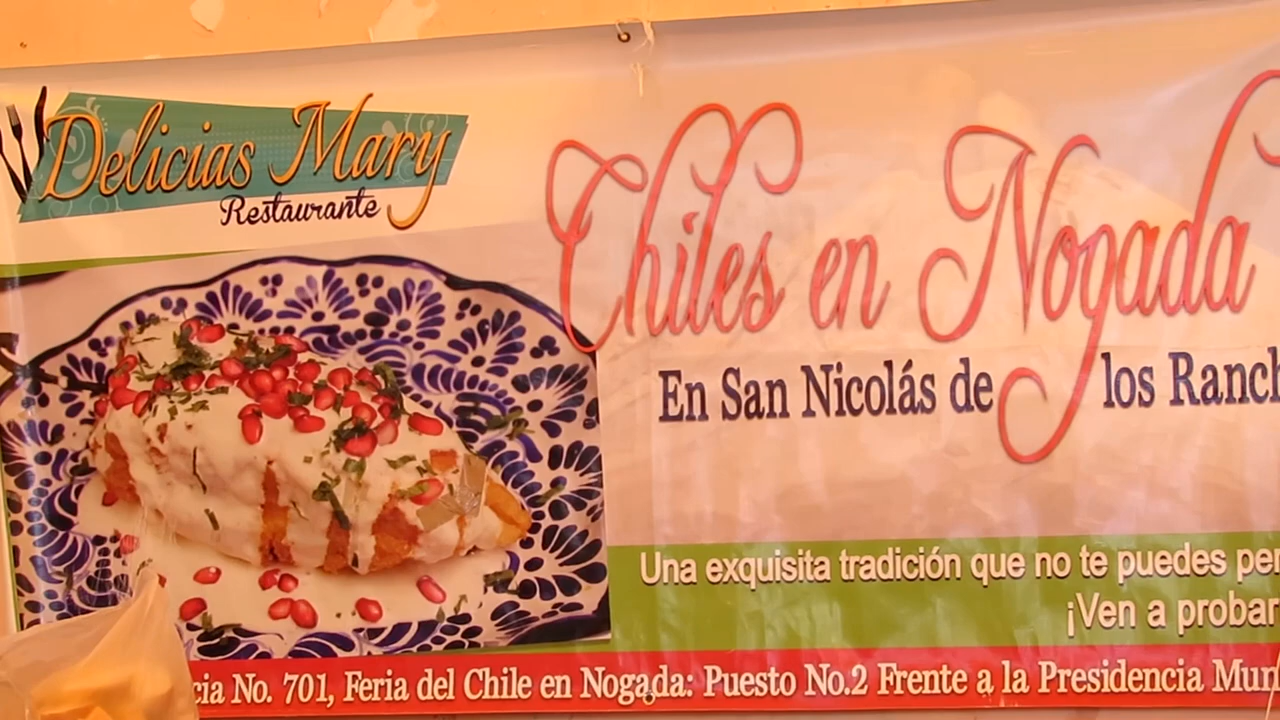 Delicias Mary
Restaurante
Chiles en Nogada
En San Nicolás de los Ranch
Una exquisita tradición que no te puedes per
¡Ven a probar
cia No. 701, Feria del Chile en Nogada: Puesto No.2 Frente a la Presidencia Mun